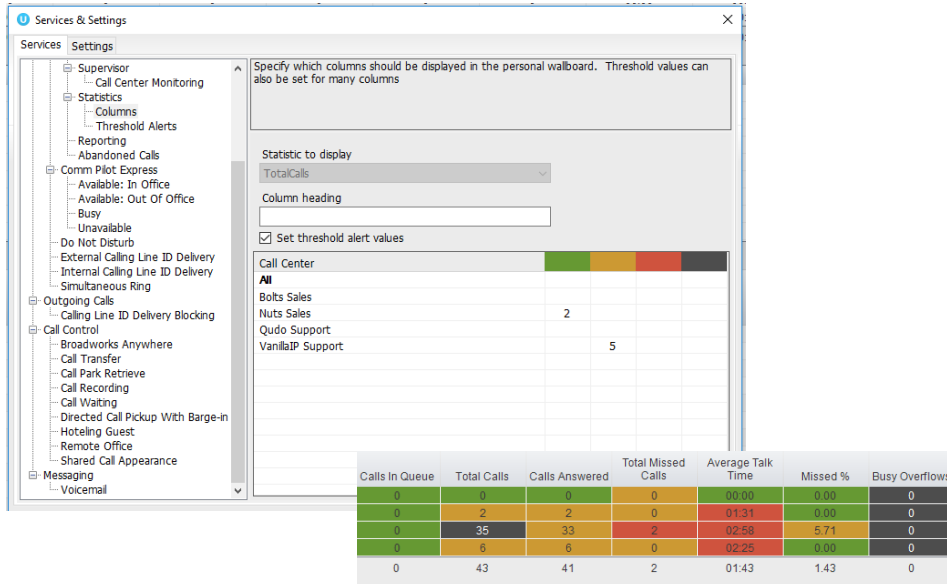 Services & Settings
Services Settings
Supervisor
Call Center Monitoring
Statistics
Columns
Threshold Alerts
Reporting
Abandoned Calls
Comm Pilot Express
Available: In Office
Available: Out Of Office
Busy
Unavailable
Do Not Disturb
External Calling Line ID Delivery
Internal Calling Line ID Delivery
Simultaneous Ring
Outgoing Calls
Calling Line ID Delivery Blocking
Call Control
Broadworks Anywhere
Call Transfer
Call Park Retrieve
Call Recording
Call Waiting
Directed Call Pickup With Barge-in
Hoteling Guest
Remote Office
Shared Call Appearance
Messaging
Voicemail
Specify which columns should be displayed in the personal wallboard. Threshold values can
also be set for many columns
Statistic to display
TotalCalls
Column heading
Set threshold alert values
Call Center
All
Bolts Sales
Nuts Sales 2
Qudo Support
VanillaIP Support 5
Calls In Queue Total Calls Calls Answered Total Missed Calls Average Talk Time Missed % Busy Overflows
0 0 0 0 00:00 0.00 0
0 2 2 0 01:31 0.00 0
0 35 33 2 02:58 5.71 0
0 6 6 0 02:25 0.00 0
0 43 41 2 01:43 1.43 0